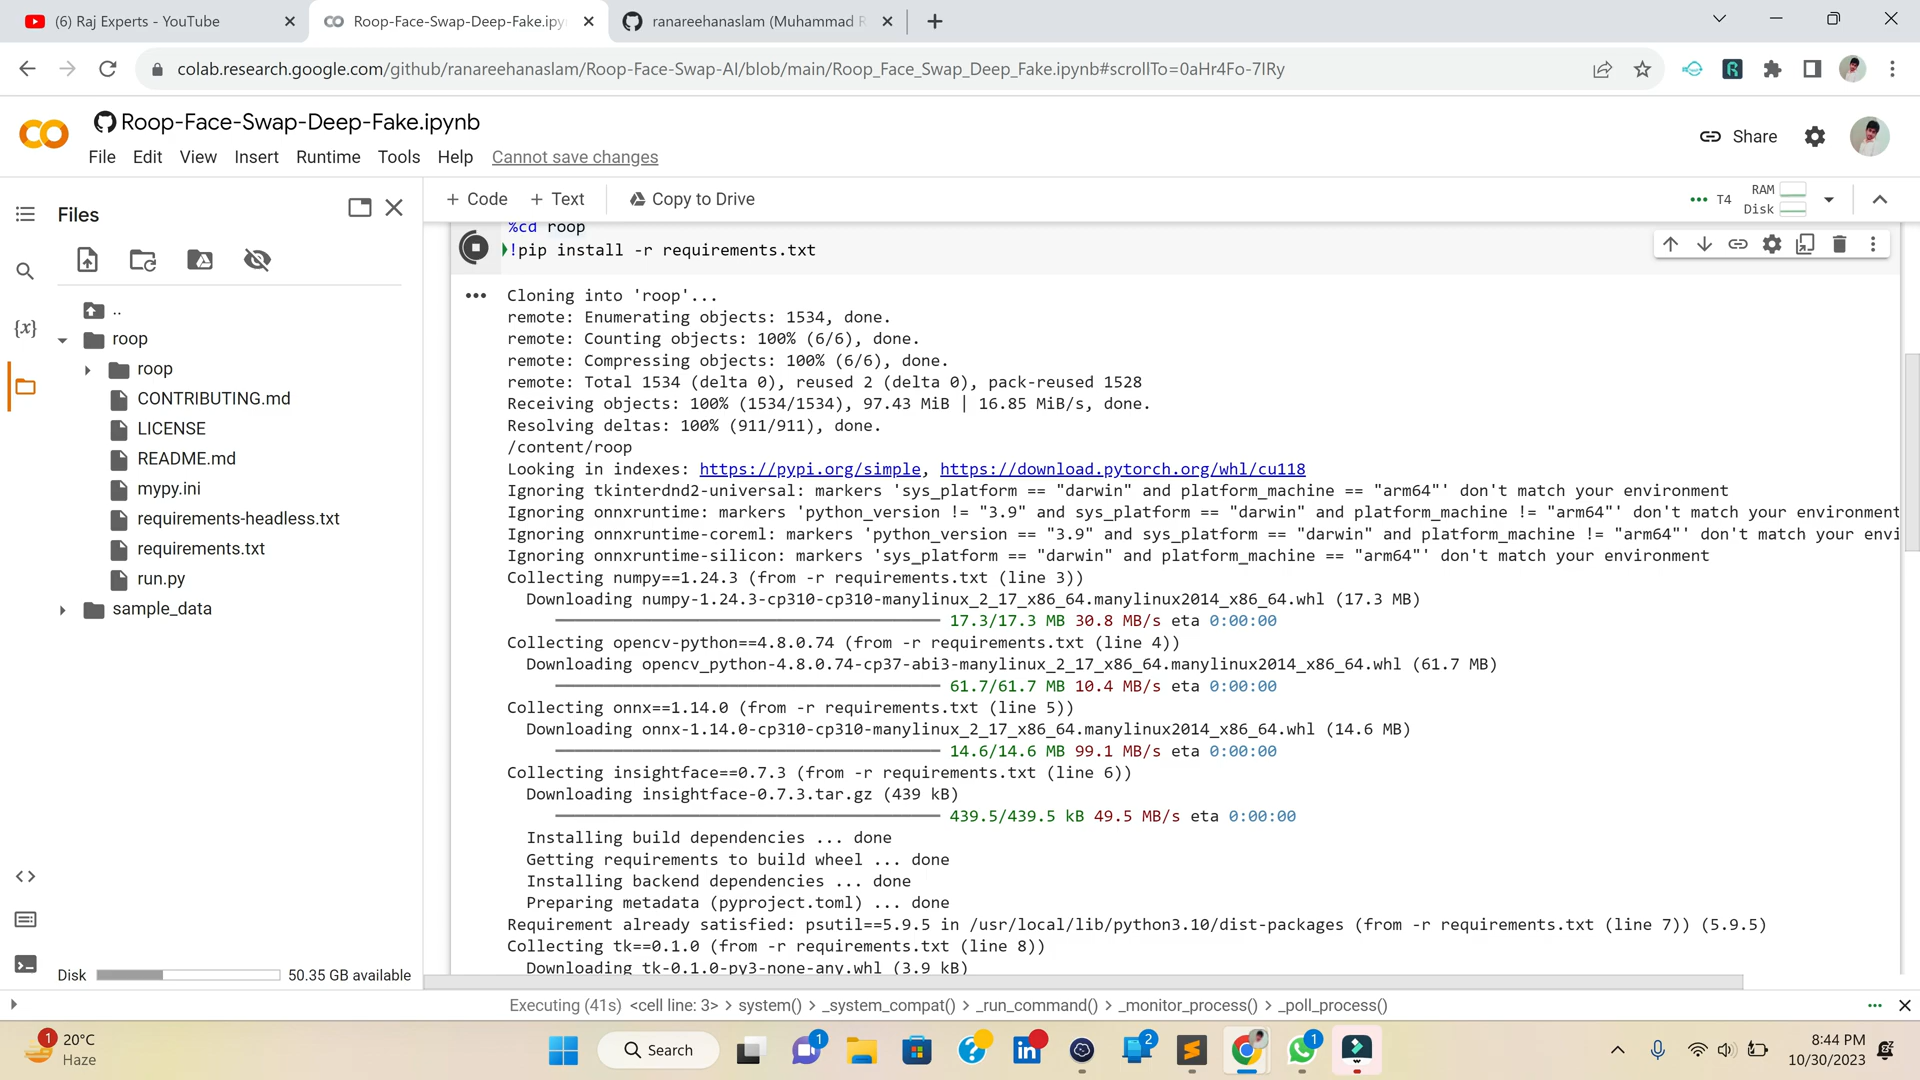 (6) Raj Experts - YouTube
Roop-Face-Swap-Deep-Fake.ipy
ranareehanaslam (Muhammad R
colab.research.google.com/github/ranareehanaslam/Roop-Face-Swap-AI/blob/main/Roop_Face_Swap_Deep_Fake.ipynb#scrollTo=0aHr4Fo-7IRy
Roop-Face-Swap-Deep-Fake.ipynb
File Edit View Insert Runtime Tools Help Cannot save changes
Share
Files
+ Code + Text Copy to Drive
T4
RAM
Disk
..
roop
roop
CONTRIBUTING.md
LICENSE
README.md
mypy.ini
requirements-headless.txt
requirements.txt
run.py
sample_data
{x}
Disk 50.35 GB available
%cd roop
!pip install -r requirements.txt
Cloning into 'roop'...
remote: Enumerating objects: 1534, done.
remote: Counting objects: 100% (6/6), done.
remote: Compressing objects: 100% (6/6), done.
remote: Total 1534 (delta 0), reused 2 (delta 0), pack-reused 1528
Receiving objects: 100% (1534/1534), 97.43 MiB | 16.85 MiB/s, done.
Resolving deltas: 100% (911/911), done.
/content/roop
Looking in indexes: https://pypi.org/simple, https://download.pytorch.org/whl/cu118
Ignoring tkinterdnd2-universal: markers 'sys_platform == "darwin" and platform_machine == "arm64"' don't match your environment
Ignoring onnxruntime: markers 'python_version != "3.9" and sys_platform == "darwin" and platform_machine != "arm64"' don't match your environment
Ignoring onnxruntime-coreml: markers 'python_version == "3.9" and sys_platform == "darwin" and platform_machine != "arm64"' don't match your envi
Ignoring onnxruntime-silicon: markers 'sys_platform == "darwin" and platform_machine == "arm64"' don't match your environment
Collecting numpy==1.24.3 (from -r requirements.txt (line 3))
Downloading numpy-1.24.3-cp310-cp310-manylinux_2_17_x86_64.manylinux2014_x86_64.whl (17.3 MB)
17.3/17.3 MB 30.8 MB/s eta 0:00:00
Collecting opencv-python==4.8.0.74 (from -r requirements.txt (line 4))
Downloading opencv_python-4.8.0.74-cp37-abi3-manylinux_2_17_x86_64.manylinux2014_x86_64.whl (61.7 MB)
61.7/61.7 MB 10.4 MB/s eta 0:00:00
Collecting onnx==1.14.0 (from -r requirements.txt (line 5))
Downloading onnx-1.14.0-cp310-cp310-manylinux_2_17_x86_64.manylinux2014_x86_64.whl (14.6 MB)
14.6/14.6 MB 99.1 MB/s eta 0:00:00
Collecting insightface==0.7.3 (from -r requirements.txt (line 6))
Downloading insightface-0.7.3.tar.gz (439 kB)
439.5/439.5 kB 49.5 MB/s eta 0:00:00
Installing build dependencies ... done
Getting requirements to build wheel ... done
Installing backend dependencies ... done
Preparing metadata (pyproject.toml) ... done
Requirement already satisfied: psutil==5.9.5 in /usr/local/lib/python3.10/dist-packages (from -r requirements.txt (line 7)) (5.9.5)
Collecting tk==0.1.0 (from -r requirements.txt (line 8))
Downloading tk-0.1.0-py3-none-any.whl (3.9 kB)
Executing (41s) <cell line: 3> > system() > _system_compat() > _run_command() > _monitor_process() > _poll_process()
1
20°C
Haze
Search
1
2
1
8:44 PM
10/30/2023